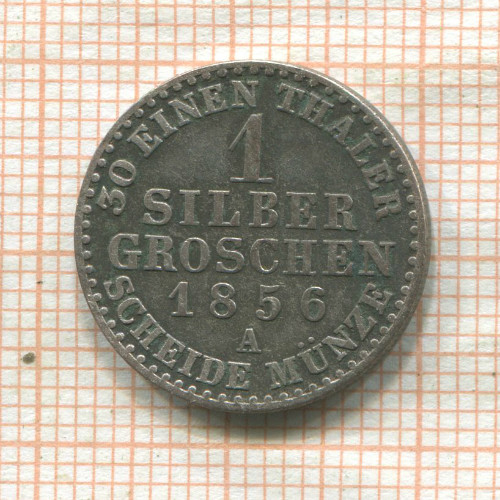 30 EINEN THALER
1
SILBER
GROSCHEN
1856
A
SCHEIDE MÜNZE